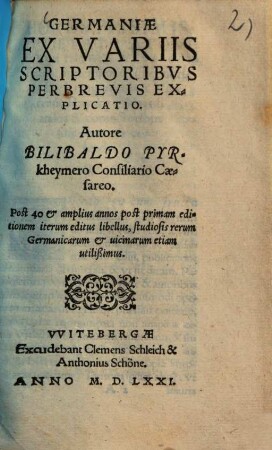 GERMANIÆ
2)
EX VARIIS
SCRIPTORIBVS
PERBREVIS EX-
PLICATIO.
Autore
BILIBALDO PYR-
kheymero Consiliario Cæ-
sareo.
Post 40 & amplius annos post primam edi-
tionem iterum editus libellus, studiosis rerum
Germanicarum & uicinarum etiam
utilißimus.
VVITEBERGÆ
Excudebant Clemens Schleich &
Anthonius Schöne.
ANNO M. D. LXXI.